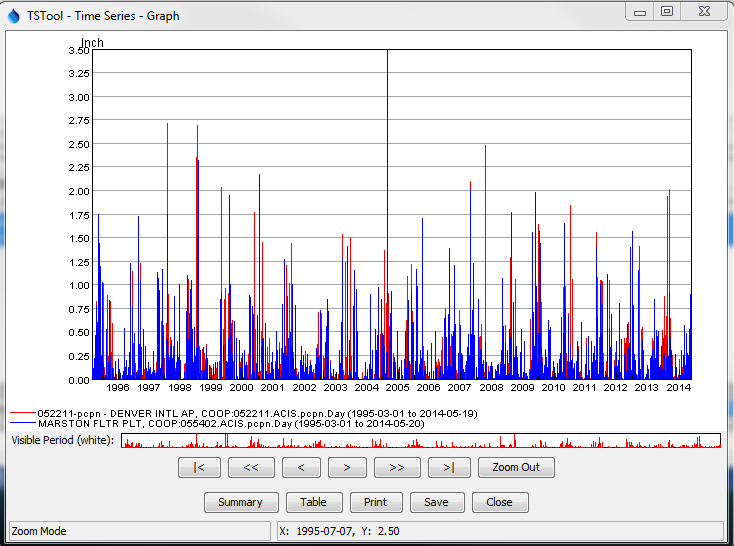 TSTool - Time Series - Graph
Inch
3.50
3.25
3.00
2.75
2.50
2.25
2.00
1.75
1.50
1.25
1.00
0.75
0.50
0.25
0.00
1996 1997 1998 1999 2000 2001 2002 2003 2004 2005 2006 2007 2008 2009 2010 2011 2012 2013 2014
052211-pcpn - DENVER INTL AP, COOP:052211.ACIS.pcpn.Day (1995-03-01 to 2014-05-19)
MARSTON FLTR PLT, COOP:055402.ACIS.pcpn.Day (1995-03-01 to 2014-05-20)
Visible Period (white):
|< << < > >> >| Zoom Out
Summary Table Print Save Close
Zoom Mode X: 1995-07-07, Y: 2.50